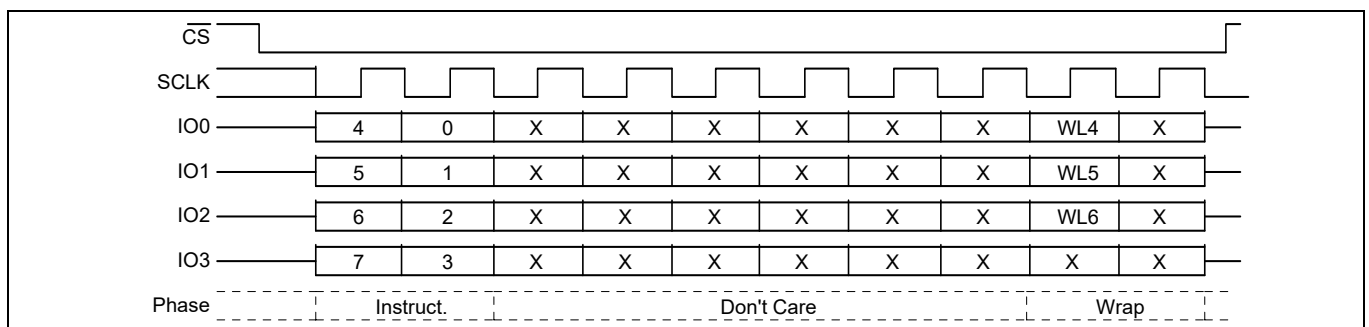 CS
SCLK
IO0 4 0 X X X X X X WL4 X
IO1 5 1 X X X X X X WL5 X
IO2 6 2 X X X X X X WL6 X
IO3 7 3 X X X X X X X X
Phase Instruct. Don't Care Wrap